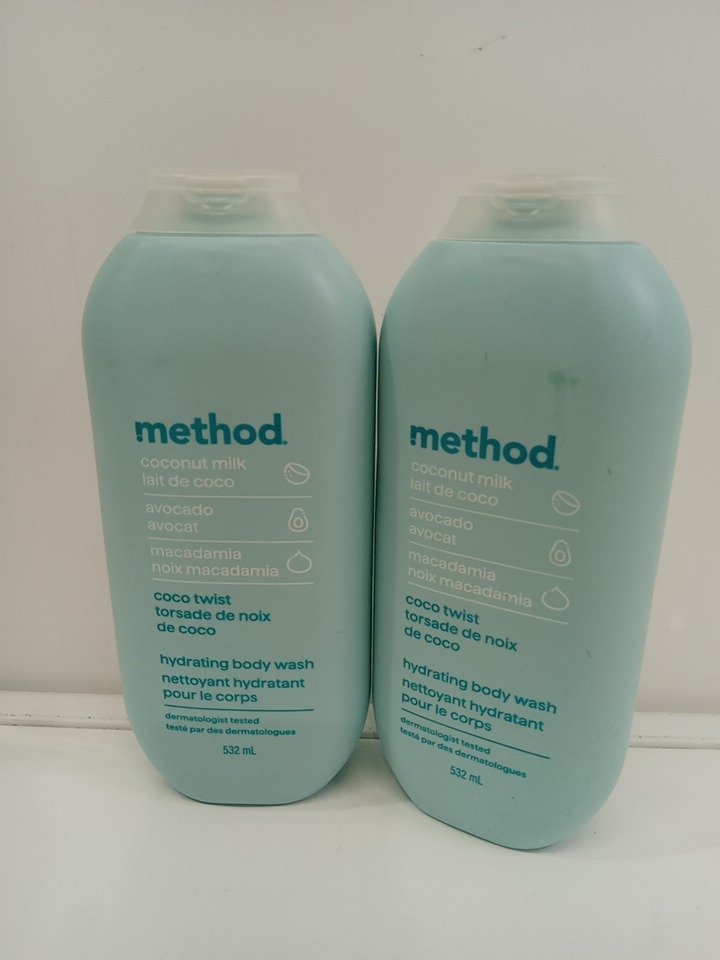 method.
coconut milk
lait de coco
avocado
avocat
macadamia
noix macadamia
coco twist
torsade de noix
de coco
hydrating body wash
nettoyant hydratant
pour le corps
dermatologist tested
testé par des dermatologues
532 mL
method.
coconut milk
lait de coco
avocado
avocat
macadamia
noix macadamia
coco twist
torsade de noix
de coco
hydrating body wash
nettoyant hydratant
pour le corps
dermatologist tested
testé par des dermatologues
532 mL